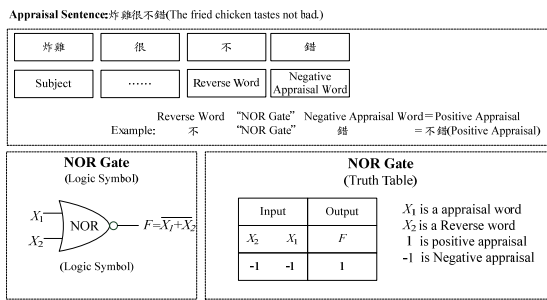 Appraisal Sentence:炸雞很不錯(The fried chicken tastes not bad.)
炸雞 很 不 錯
Subject ...... Reverse Word Negative Appraisal Word
Reverse Word "NOR Gate" Negative Appraisal Word=Positive Appraisal
Example: 不 "NOR Gate" 錯 =不錯(Positive Appraisal)
NOR Gate
(Logic Symbol)
X₁
X₂
NOR
F=X̅₁̅+̅X̅₂̅
(Logic Symbol)
NOR Gate
(Truth Table)
Input Output
X₂ X₁ F
-1 -1 1
X₁ is a appraisal word
X₂ is a Reverse word
1 is positive appraisal
-1 is Negative appraisal